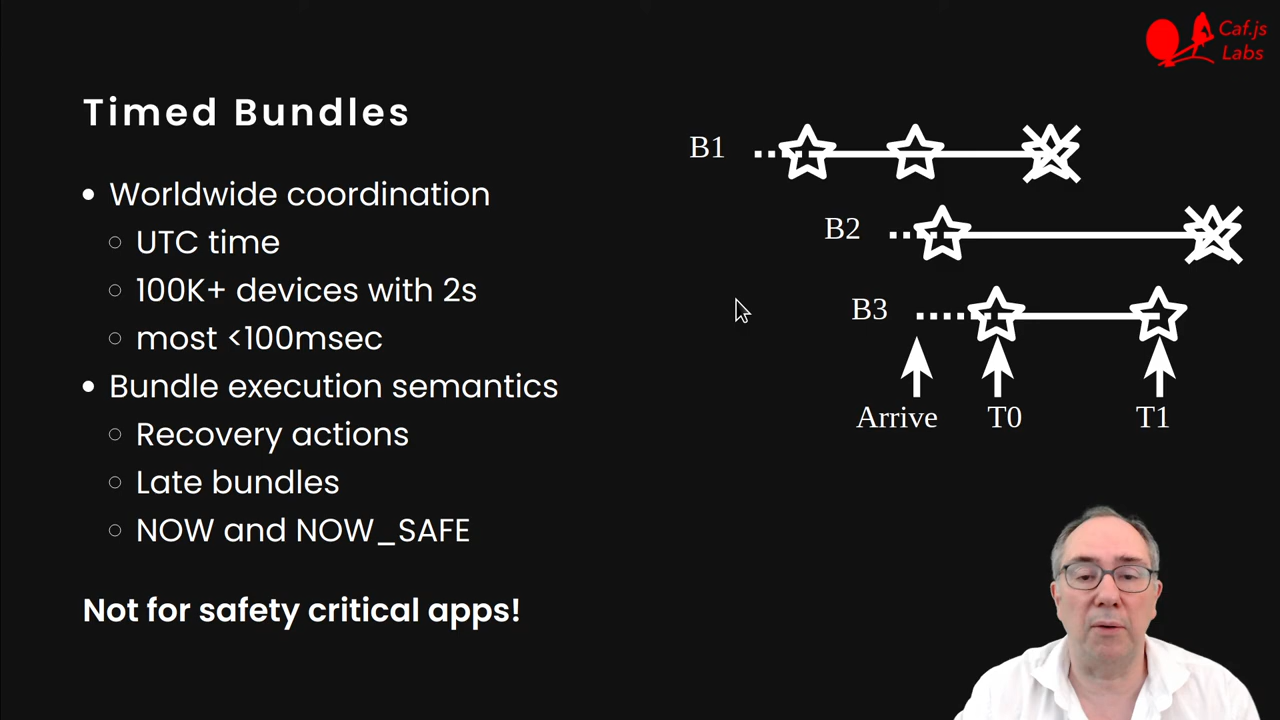 Caf.js
Labs
Timed Bundles
Worldwide coordination
UTC time
100K+ devices with 2s
most <100msec
Bundle execution semantics
Recovery actions
Late bundles
NOW and NOW_SAFE
Not for safety critical apps!
B1
B2
B3
Arrive
T0
T1